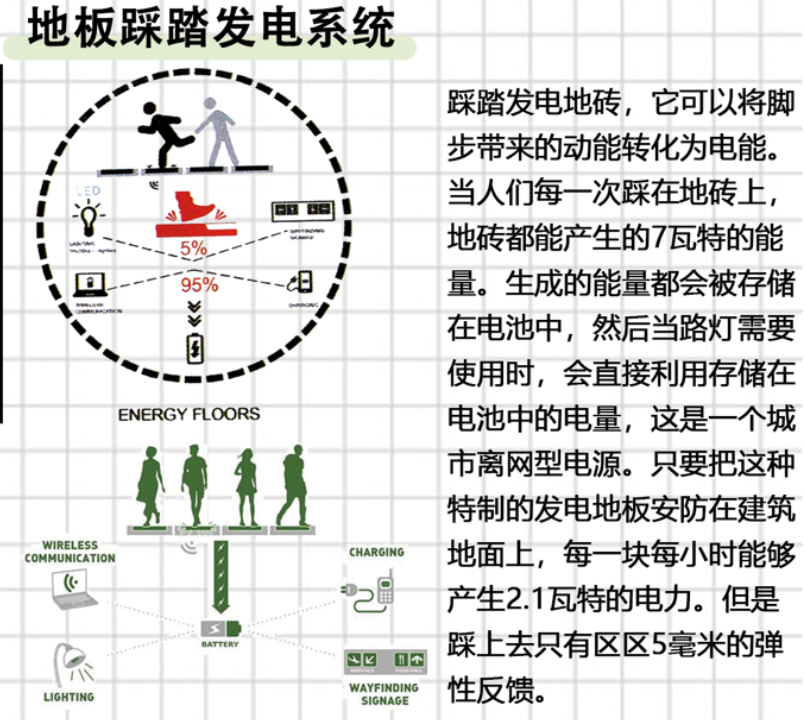 地板踩踏发电系统
LED
5%
95%
ENERGY FLOORS
WIRELESS
COMMUNICATION
CHARGING
BATTERY
LIGHTING
WAYFINDING
SIGNAGE
踩踏发电地砖，它可以将脚
步带来的动能转化为电能。
当人们每一次踩在地砖上，
地砖都能产生的7瓦特的能
量。生成的能量都会被存储
在电池中，然后当路灯需要
使用时，会直接利用存储在
电池中的电量，这是一个城
市离网型电源。只要把这种
特制的发电地板安防在建筑
地面上，每一块每小时能够
产生2.1瓦特的电力。但是
踩上去只有区区5毫米的弹
性反馈。